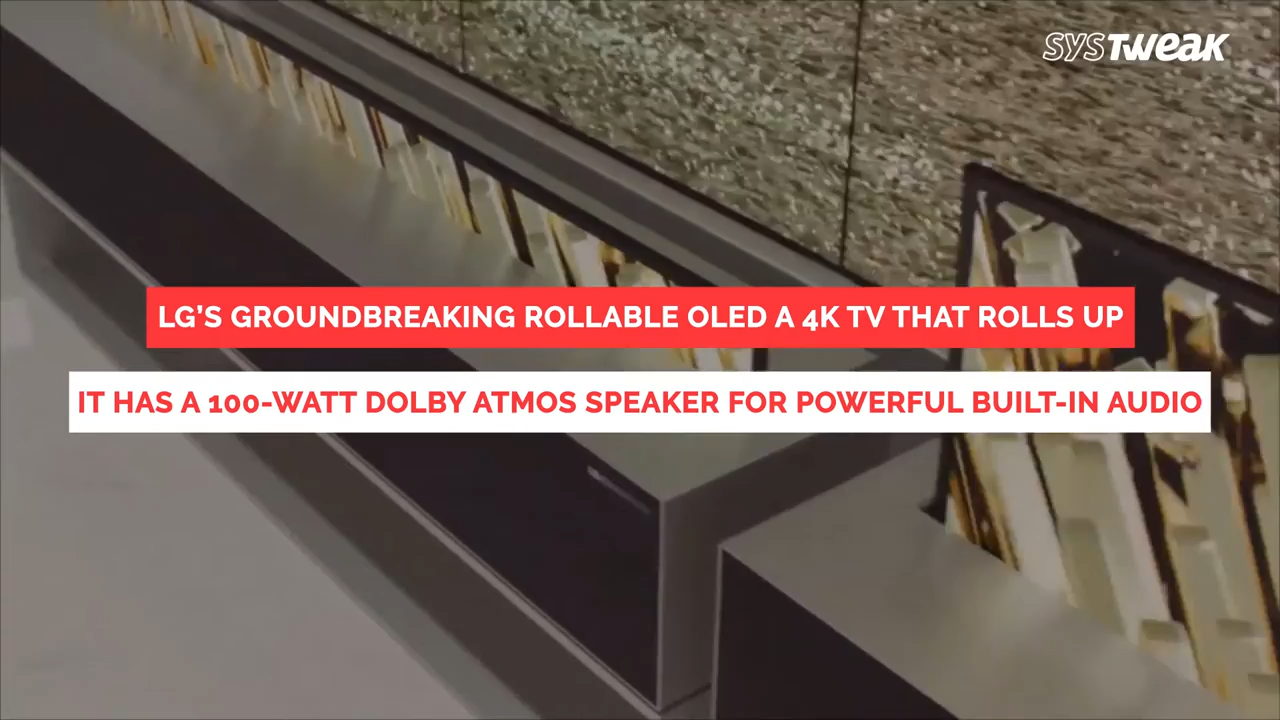 SYSTWEAK
LG’S GROUNDBREAKING ROLLABLE OLED A 4K TV THAT ROLLS UP
IT HAS A 100-WATT DOLBY ATMOS SPEAKER FOR POWERFUL BUILT-IN AUDIO